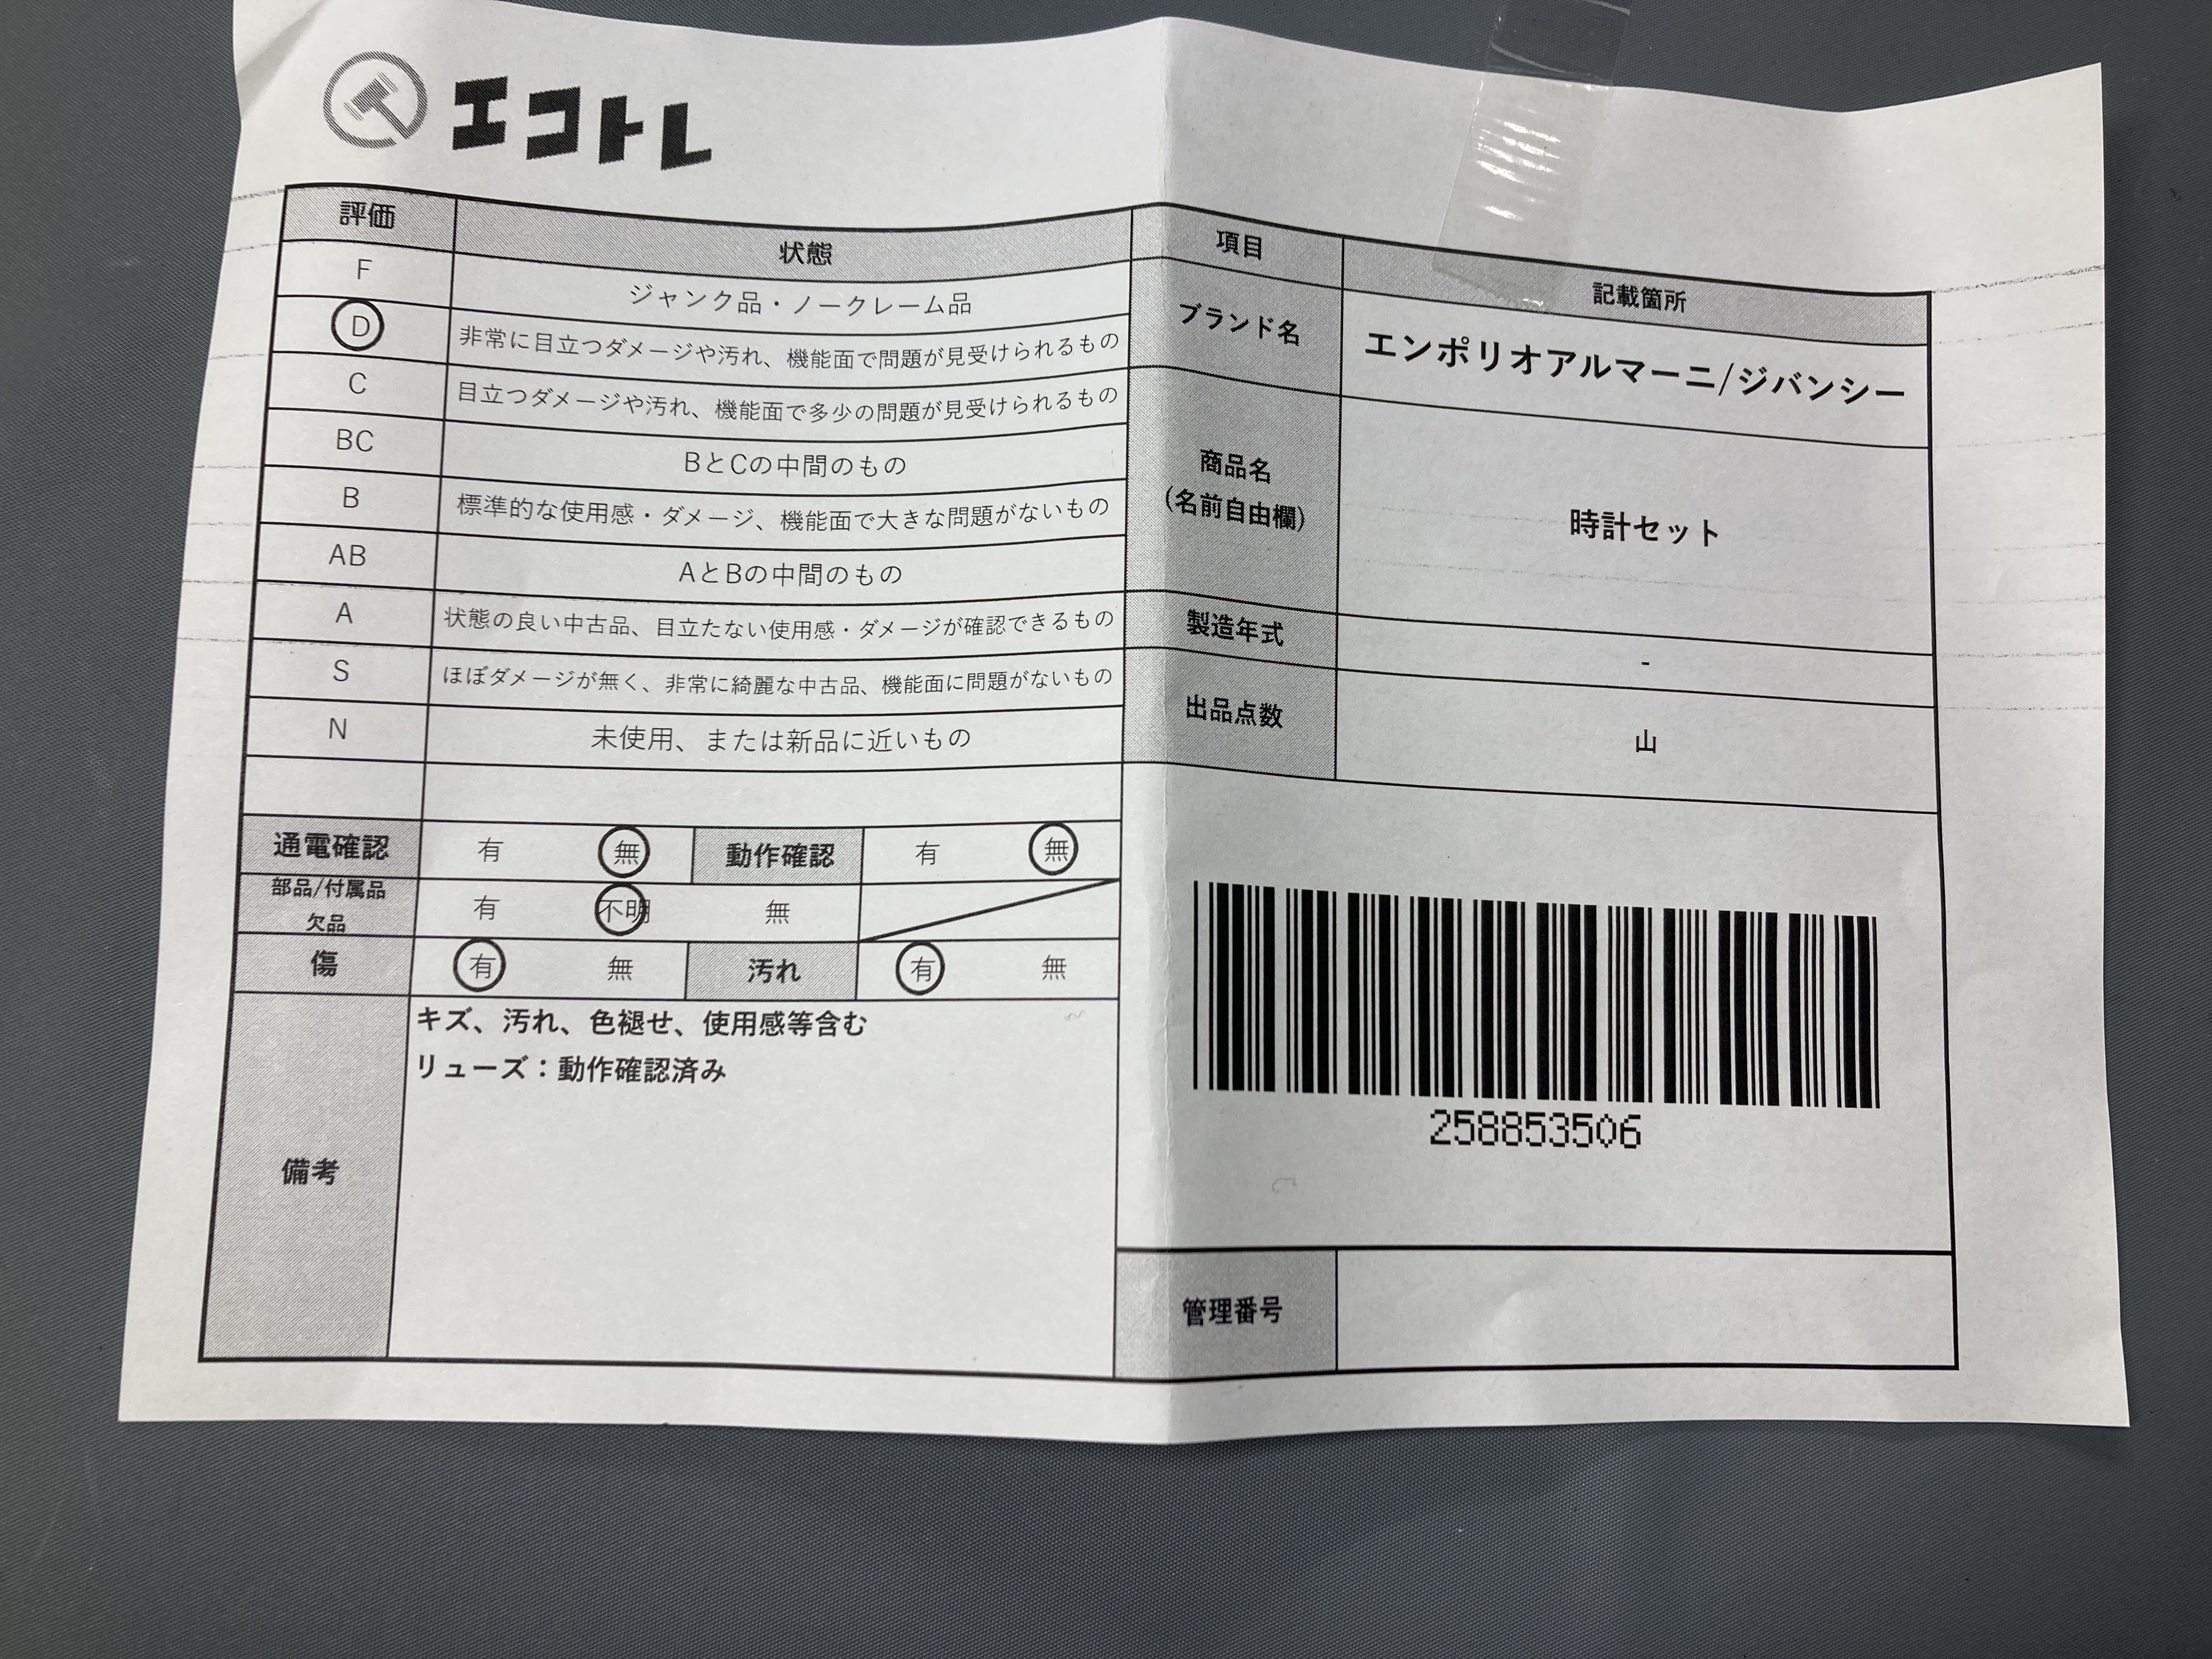 エコトレ
評価 状態
F ジャンク品・ノークレーム品
D 非常に目立つダメージや汚れ、機能面で問題が見受けられるもの
C 目立つダメージや汚れ、機能面で多少の問題が見受けられるもの
BC BとCの中間のもの
B 標準的な使用感・ダメージ、機能面で大きな問題がないもの
AB AとBの中間のもの
A 状態の良い中古品、目立たない使用感・ダメージが確認できるもの
S ほぼダメージが無く、非常に綺麗な中古品、機能面に問題がないもの
N 未使用、または新品に近いもの
通電確認 有 無 動作確認 有 無
部品/付属品
欠品 有 不明 無
傷 有 無 汚れ 有 無
備考
キズ、汚れ、色褪せ、使用感等含む
リューズ：動作確認済み
項目 記載箇所
ブランド名 エンポリオアルマーニ/ジバンシー
商品名
(名前自由欄)
時計セット
製造年式 -
出品点数 山
258853506
管理番号